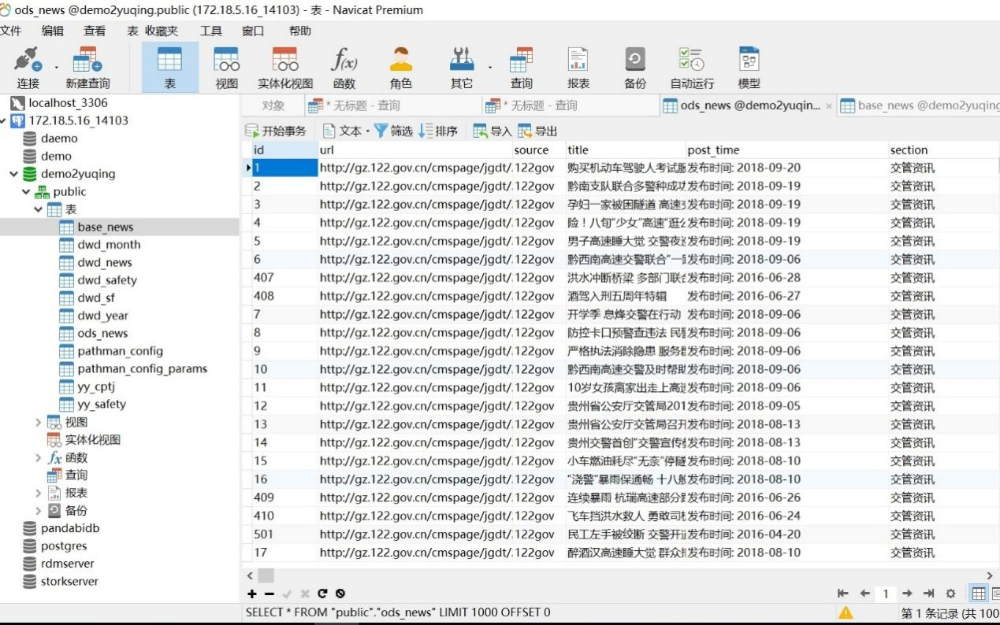 ods_news @demo2yuqing.public (172.18.5.16_14103) - 表 - Navicat Premium
文件 编辑 查看 表 收藏夹 工具 窗口 帮助
连接 新建查询 表 视图 实体化视图 函数 角色 其它 查询 报表 备份 自动运行 模型
localhost_3306
172.18.5.16_14103
daemo
demo
demo2yuqing
public
表
base_news
dwd_month
dwd_news
dwd_safety
dwd_sf
dwd_year
ods_news
pathman_config
pathman_config_params
yy_cptj
yy_safety
视图
实体化视图
fx 函数
查询
报表
备份
pandabidb
postgres
rdmserver
storkserver
对象 * 无标题 - 查询 * 无标题 - 查询 ods_news @demo2yuqin... × base_news @demo2yuqing
开始事务 文本 筛选 排序 导入 导出
id url source title post_time section
1 http://gz.122.gov.cn/cmspage/jgdt/ 122gov 购买机动车驾驶人考试 发布时间: 2018-09-20 交管资讯
2 http://gz.122.gov.cn/cmspage/jgdt/ 122gov 黔南支队联合多警种成功 发布时间: 2018-09-19 交管资讯
3 http://gz.122.gov.cn/cmspage/jgdt/ 122gov 孕妇一家被困隧道 高速 发布时间: 2018-09-19 交管资讯
4 http://gz.122.gov.cn/cmspage/jgdt/ 122gov 险！八旬“少女”高速“逛 发布时间: 2018-09-19 交管资讯
5 http://gz.122.gov.cn/cmspage/jgdt/ 122gov 男子高速睡大觉 交警夜 发布时间: 2018-09-19 交管资讯
6 http://gz.122.gov.cn/cmspage/jgdt/ 122gov 黔西南高速交警联合“一 发布时间: 2018-09-06 交管资讯
407 http://gz.122.gov.cn/cmspage/jgdt/ 122gov 洪水冲断桥梁 多部门联 发布时间: 2016-06-28 交管资讯
408 http://gz.122.gov.cn/cmspage/jgdt/ 122gov 酒驾入刑五周年特辑 发布时间: 2016-06-27 交管资讯
7 http://gz.122.gov.cn/cmspage/jgdt/ 122gov 开学季 息烽交警在行动 发布时间: 2018-09-06 交管资讯
8 http://gz.122.gov.cn/cmspage/jgdt/ 122gov 防控卡口预警查违法 民 发布时间: 2018-09-06 交管资讯
9 http://gz.122.gov.cn/cmspage/jgdt/ 122gov 严格执法消除隐患 服务 发布时间: 2018-09-06 交管资讯
10 http://gz.122.gov.cn/cmspage/jgdt/ 122gov 黔西南高速交警及时帮助 发布时间: 2018-09-06 交管资讯
11 http://gz.122.gov.cn/cmspage/jgdt/ 122gov 10岁女孩离家出走上高 发布时间: 2018-09-06 交管资讯
12 http://gz.122.gov.cn/cmspage/jgdt/ 122gov 贵州省公安厅交管局201 发布时间: 2018-09-05 交管资讯
13 http://gz.122.gov.cn/cmspage/jgdt/ 122gov 贵州省公安厅交管局召开 发布时间: 2018-08-13 交管资讯
14 http://gz.122.gov.cn/cmspage/jgdt/ 122gov 贵州交警首创“交警宣传 发布时间: 2018-08-13 交管资讯
15 http://gz.122.gov.cn/cmspage/jgdt/ 122gov 小车燃油耗尽“无奈”停 发布时间: 2018-08-10 交管资讯
16 http://gz.122.gov.cn/cmspage/jgdt/ 122gov “浇警”暴雨保通畅 十八 发布时间: 2018-08-10 交管资讯
409 http://gz.122.gov.cn/cmspage/jgdt/ 122gov 连续暴雨 杭瑞高速部分 发布时间: 2016-06-26 交管资讯
410 http://gz.122.gov.cn/cmspage/jgdt/ 122gov 飞车挡洪水救人 勇敢司 发布时间: 2016-06-24 交管资讯
501 http://gz.122.gov.cn/cmspage/jgdt/ 122gov 民工左手被绞断 交警开 发布时间: 2016-04-20 交管资讯
17 http://gz.122.gov.cn/cmspage/jgdt/ 122gov 醉酒汉高速睡大觉 群众 发布时间: 2018-08-10 交管资讯
1
SELECT * FROM "public"."ods_news" LIMIT 1000 OFFSET 0 第 1 条记录 (共 100